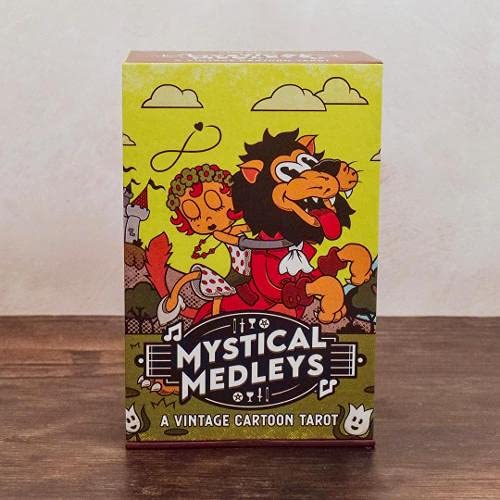 MYSTICAL
MEDLEYS
A VINTAGE CARTOON TAROT